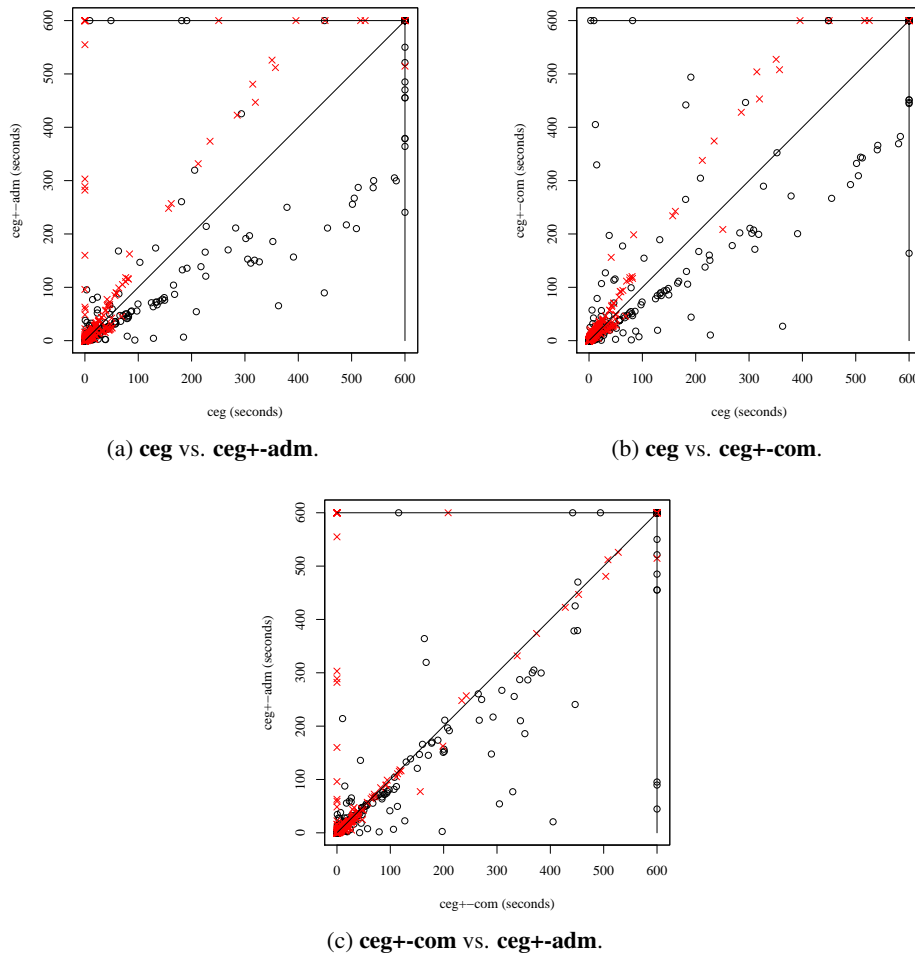 600
500
400
300
200
100
0
ceg+−adm (seconds)
0 100 200 300 400 500 600
ceg (seconds)
(a) ceg vs. ceg+-adm.
600
500
400
300
200
100
0
ceg+−com (seconds)
0 100 200 300 400 500 600
ceg (seconds)
(b) ceg vs. ceg+-com.
600
500
400
300
200
100
0
ceg+−adm (seconds)
0 100 200 300 400 500 600
ceg+−com (seconds)
(c) ceg+-com vs. ceg+-adm.